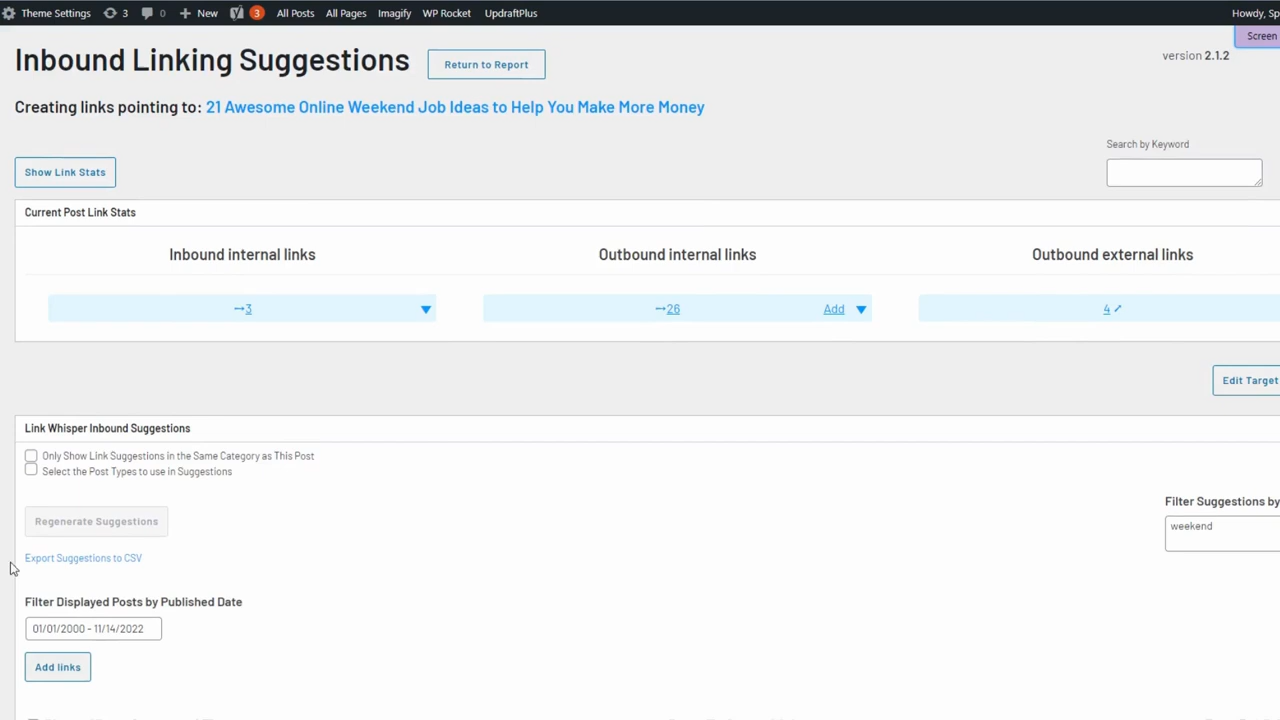 Theme Settings 3 0 New 3 All Posts All Pages Imagify WP Rocket UpdraftPlus Howdy, Sp
Screen
Inbound Linking Suggestions Return to Report version 2.1.2
Creating links pointing to: 21 Awesome Online Weekend Job Ideas to Help You Make More Money
Search by Keyword
Show Link Stats
Current Post Link Stats
Inbound internal links Outbound internal links Outbound external links
3 26 Add 4
Edit Target
Link Whisper Inbound Suggestions
Only Show Link Suggestions in the Same Category as This Post
Select the Post Types to use in Suggestions
Filter Suggestions by
Regenerate Suggestions weekend
Export Suggestions to CSV
Filter Displayed Posts by Published Date
01/01/2000 - 11/14/2022
Add links